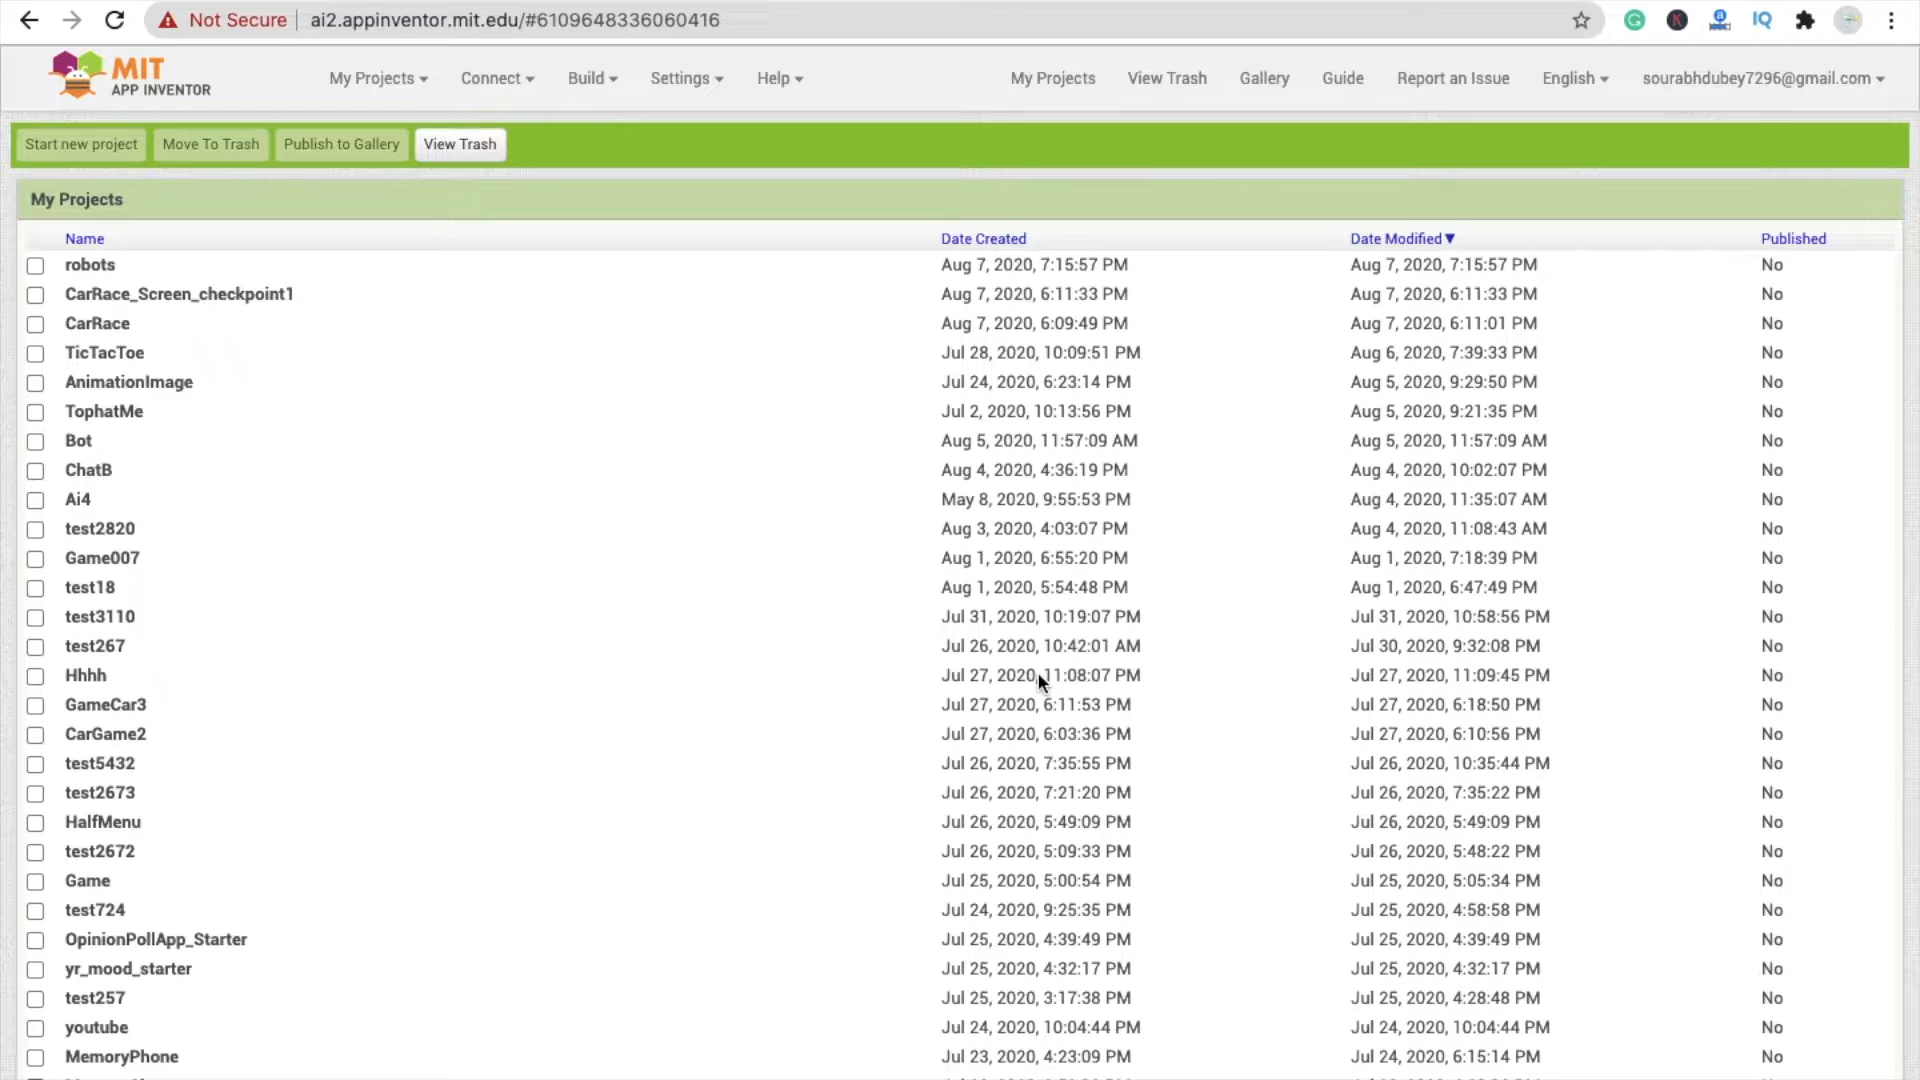 Not Secure ai2.appinventor.mit.edu/#6109648336060416
MIT
APP INVENTOR
My Projects Connect Build Settings Help My Projects View Trash Gallery Guide Report an Issue English sourabhdubey7296@gmail.com
Start new project Move To Trash Publish to Gallery View Trash
My Projects
Name Date Created Date Modified Published
robots Aug 7, 2020, 7:15:57 PM Aug 7, 2020, 7:15:57 PM No
CarRace_Screen_checkpoint1 Aug 7, 2020, 6:11:33 PM Aug 7, 2020, 6:11:33 PM No
CarRace Aug 7, 2020, 6:09:49 PM Aug 7, 2020, 6:11:01 PM No
TicTacToe Jul 28, 2020, 10:09:51 PM Aug 6, 2020, 7:39:33 PM No
AnimationImage Jul 24, 2020, 6:23:14 PM Aug 5, 2020, 9:29:50 PM No
TophatMe Jul 2, 2020, 10:13:56 PM Aug 5, 2020, 9:21:35 PM No
Bot Aug 5, 2020, 11:57:09 AM Aug 5, 2020, 11:57:09 AM No
ChatB Aug 4, 2020, 4:36:19 PM Aug 4, 2020, 10:02:07 PM No
Ai4 May 8, 2020, 9:55:53 PM Aug 4, 2020, 11:35:07 AM No
test2820 Aug 3, 2020, 4:03:07 PM Aug 4, 2020, 11:08:43 AM No
Game007 Aug 1, 2020, 6:55:20 PM Aug 1, 2020, 7:18:39 PM No
test18 Aug 1, 2020, 5:54:48 PM Aug 1, 2020, 6:47:49 PM No
test3110 Jul 31, 2020, 10:19:07 PM Jul 31, 2020, 10:58:56 PM No
test267 Jul 26, 2020, 10:42:01 AM Jul 30, 2020, 9:32:08 PM No
Hhhh Jul 27, 2020, 11:08:07 PM Jul 27, 2020, 11:09:45 PM No
GameCar3 Jul 27, 2020, 6:11:53 PM Jul 27, 2020, 6:18:50 PM No
CarGame2 Jul 27, 2020, 6:03:36 PM Jul 27, 2020, 6:10:56 PM No
test5432 Jul 26, 2020, 7:35:55 PM Jul 26, 2020, 10:35:44 PM No
test2673 Jul 26, 2020, 7:21:20 PM Jul 26, 2020, 7:35:22 PM No
HalfMenu Jul 26, 2020, 5:49:09 PM Jul 26, 2020, 5:49:09 PM No
test2672 Jul 26, 2020, 5:09:33 PM Jul 26, 2020, 5:48:22 PM No
Game Jul 25, 2020, 5:00:54 PM Jul 25, 2020, 5:05:34 PM No
test724 Jul 24, 2020, 9:25:35 PM Jul 25, 2020, 4:58:58 PM No
OpinionPollApp_Starter Jul 25, 2020, 4:39:49 PM Jul 25, 2020, 4:39:49 PM No
yr_mood_starter Jul 25, 2020, 4:32:17 PM Jul 25, 2020, 4:32:17 PM No
test257 Jul 25, 2020, 3:17:38 PM Jul 25, 2020, 4:28:48 PM No
youtube Jul 24, 2020, 10:04:44 PM Jul 24, 2020, 10:04:44 PM No
MemoryPhone Jul 23, 2020, 4:23:09 PM Jul 24, 2020, 6:15:14 PM No